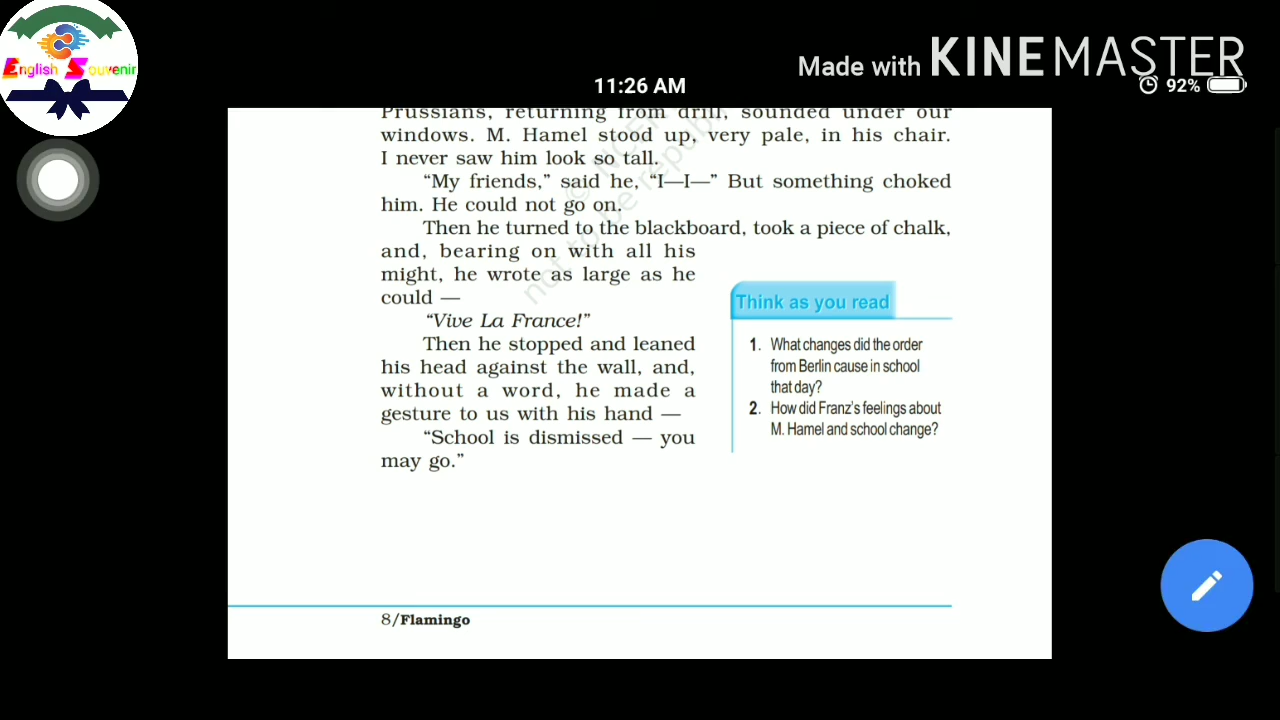 English Souvenir
Made with KINEMASTER
11:26 AM
92%
Prussians, returning from drill, sounded under our
windows. M. Hamel stood up, very pale, in his chair.
I never saw him look so tall.
“My friends,” said he, “I—I—” But something choked
him. He could not go on.
Then he turned to the blackboard, took a piece of chalk,
and, bearing on with all his
might, he wrote as large as he
could —
“Vive La France!”
Then he stopped and leaned
his head against the wall, and,
without a word, he made a
gesture to us with his hand —
“School is dismissed — you
may go.”
Think as you read
1. What changes did the order
from Berlin cause in school
that day?
2. How did Franz’s feelings about
M. Hamel and school change?
© NCER
not to be republ
8/Flamingo